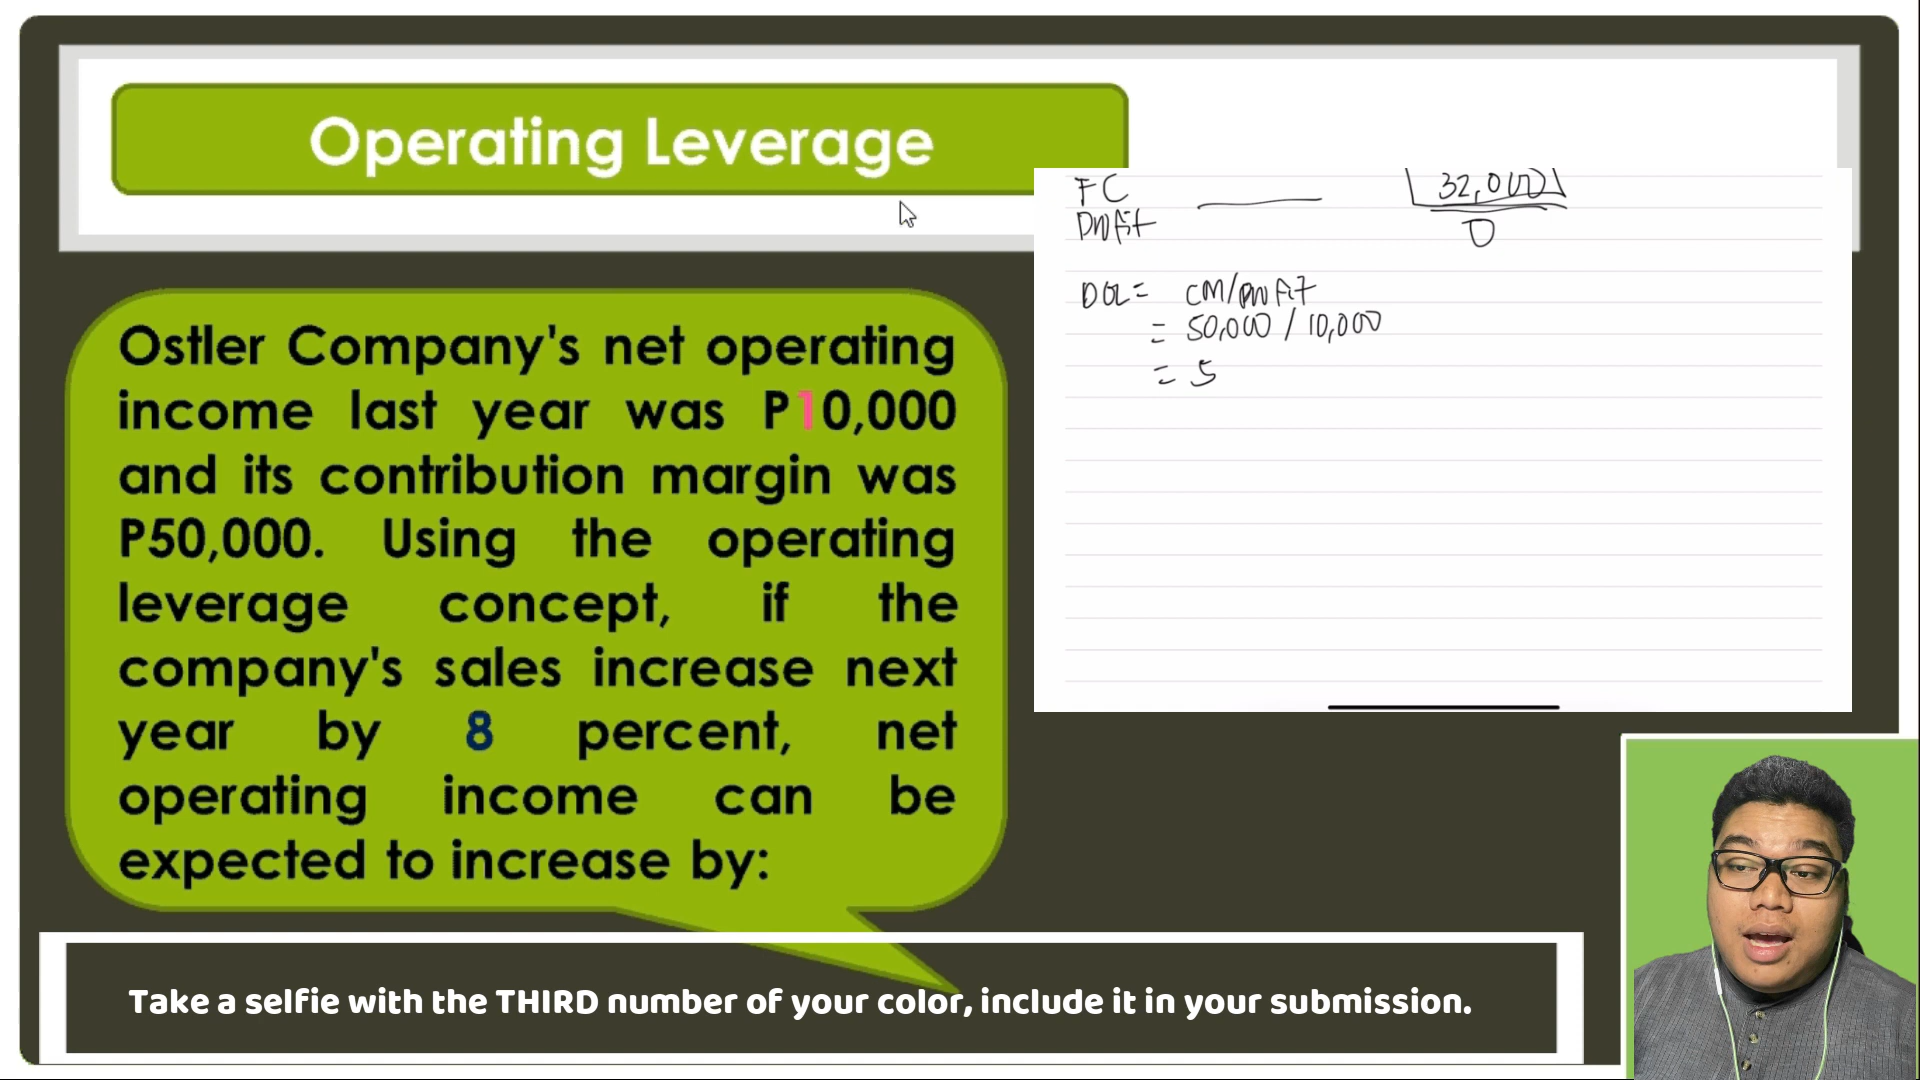 Operating Leverage
FC
32,000
Profit
0
DOL = CM/Profit
= 50,000 / 10,000
= 5
Ostler Company's net operating
income last year was P10,000
and its contribution margin was
P50,000. Using the operating
leverage concept, if the
company's sales increase next
year by 8 percent, net
operating income can be
expected to increase by:
Take a selfie with the THIRD number of your color, include it in your submission.